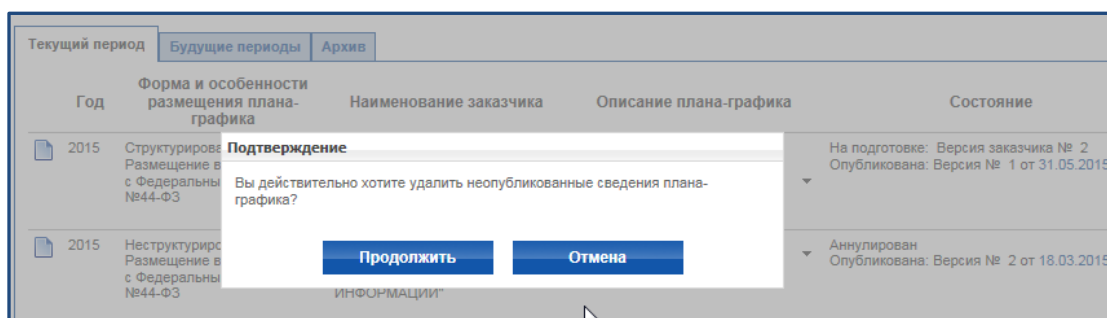 Текущий период Будущие периоды Архив
Год Форма и особенности размещения плана-графика Наименование заказчика Описание плана-графика Состояние
2015
Размещение в
с Федеральны
№44-ФЗ
На подготовке: Версия заказчика № 2
Опубликована: Версия № 1 от 31.05.2015
Подтверждение
Вы действительно хотите удалить неопубликованные сведения плана-
графика?
Продолжить Отмена
2015
Размещение в
с Федеральны
№44-ФЗ
ИНФОРМАЦИИ"
Аннулирован
Опубликована: Версия № 2 от 18.03.2015